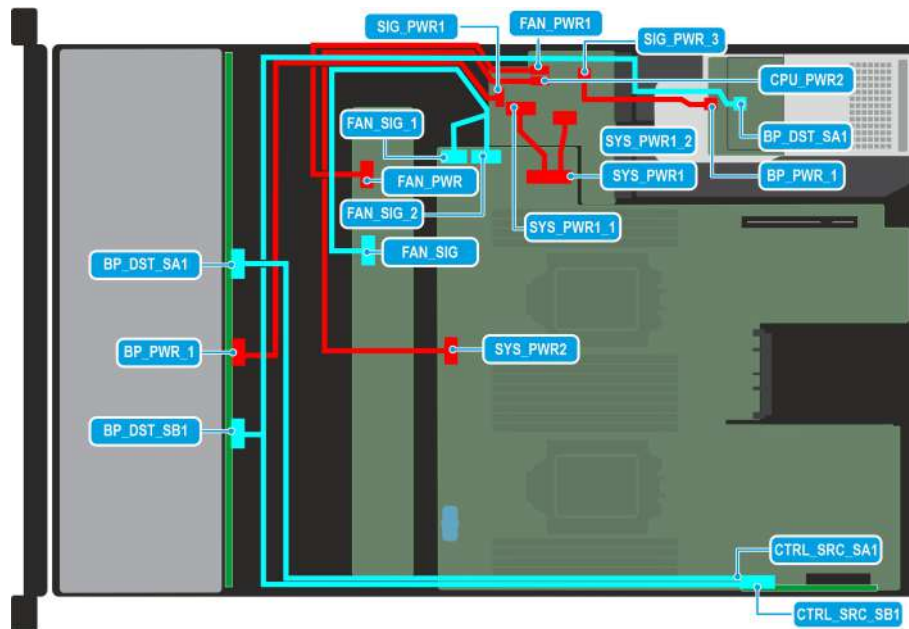 SIG_PWR1
FAN_PWR1
SIG_PWR_3
CPU_PWR2
FAN_SIG_1
BP_DST_SA1
SYS_PWR1_2
FAN_PWR
SYS_PWR1
BP_PWR_1
FAN_SIG_2
SYS_PWR1_1
FAN_SIG
BP_DST_SA1
BP_PWR_1
SYS_PWR2
BP_DST_SB1
CTRL_SRC_SA1
CTRL_SRC_SB1